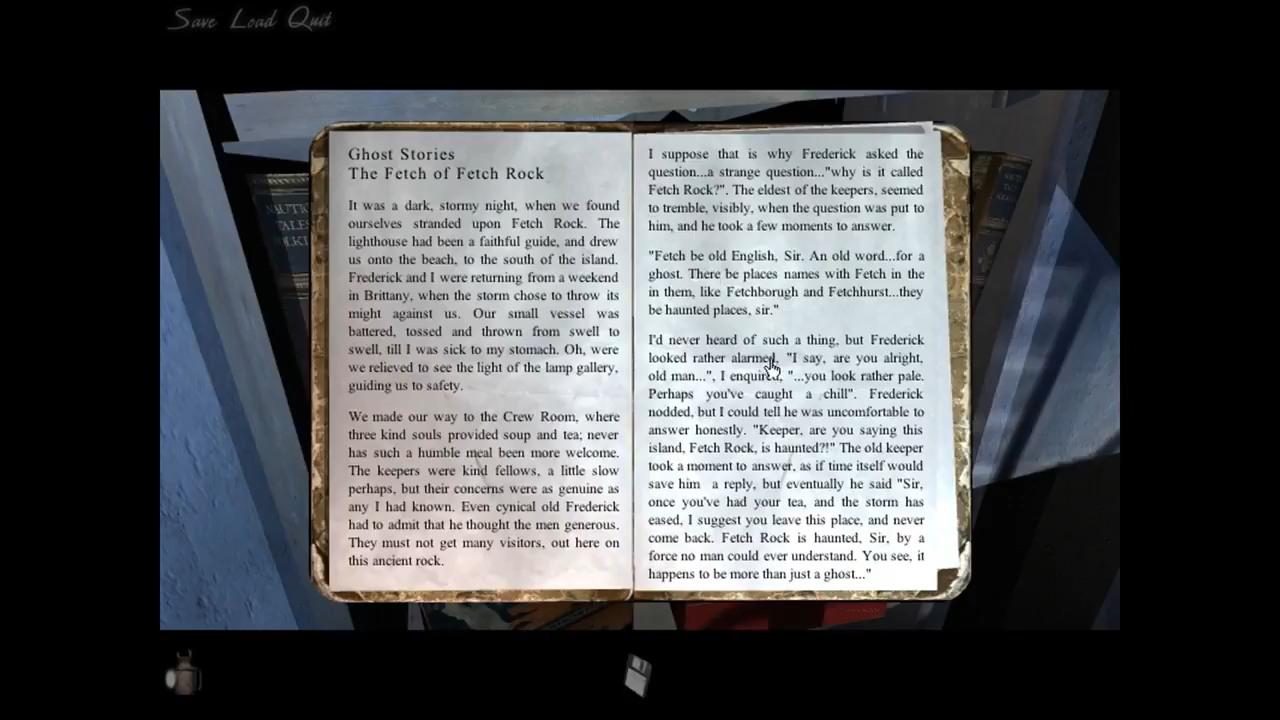 Save Load Quit
Ghost Stories
The Fetch of Fetch Rock
It was a dark, stormy night, when we found
ourselves stranded upon Fetch Rock. The
lighthouse had been a faithful guide, and drew
us onto the beach, to the south of the island.
Frederick and I were returning from a weekend
in Brittany, when the storm chose to throw its
might against us. Our small vessel was
battered, tossed and thrown from swell to
swell, till I was sick to my stomach. Oh, were
we relieved to see the light of the lamp gallery,
guiding us to safety.
We made our way to the Crew Room, where
three kind souls provided soup and tea; never
has such a humble meal been more welcome.
The keepers were kind fellows, a little slow
perhaps, but their concerns were as genuine as
any I had known. Even cynical old Frederick
had to admit that he thought the men generous.
They must not get many visitors, out here on
this ancient rock.
I suppose that is why Frederick asked the
question...a strange question..."why is it called
Fetch Rock?". The eldest of the keepers, seemed
to tremble, visibly, when the question was put to
him, and he took a few moments to answer.
"Fetch be old English, Sir. An old word...for a
ghost. There be places names with Fetch in the
in them, like Fetchborugh and Fetchhurst...they
be haunted places, sir."
I'd never heard of such a thing, but Frederick
looked rather alarmed, "I say, are you alright,
old man...", I enquired, "...you look rather pale.
Perhaps you've caught a chill". Frederick
nodded, but I could tell he was uncomfortable to
answer honestly. "Keeper, are you saying this
island, Fetch Rock, is haunted?!" The old keeper
took a moment to answer, as if time itself would
save him a reply, but eventually he said "Sir,
once you've had your tea, and the storm has
eased, I suggest you leave this place, and never
come back. Fetch Rock is haunted, Sir, by a
force no man could ever understand. You see, it
happens to be more than just a ghost..."
TALES